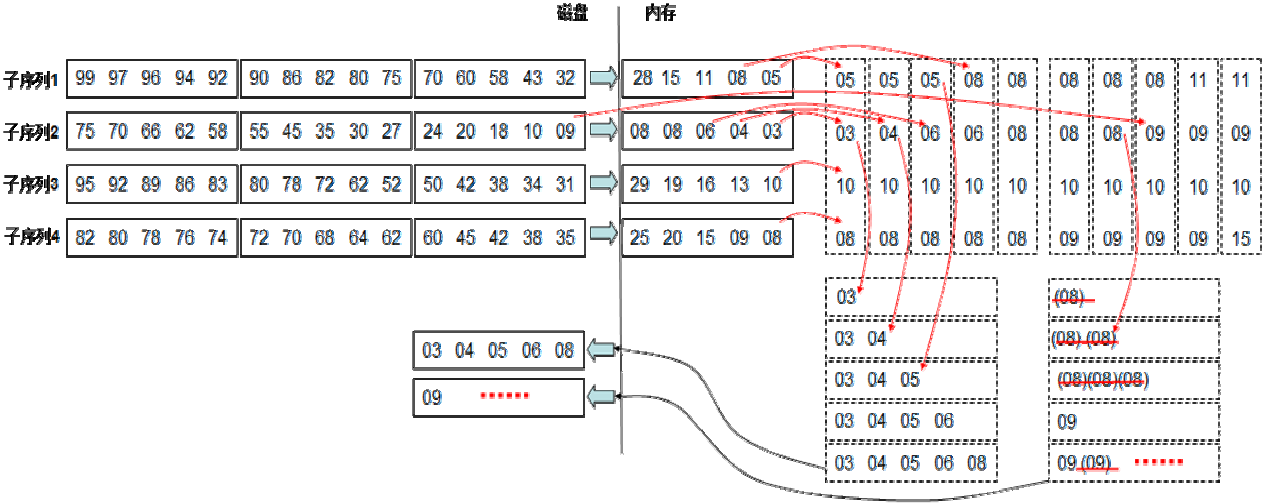 磁盘 内存
子序列1 99 97 96 94 92 90 86 82 80 75 70 60 58 43 32 28 15 11 08 05 05 05 05 08 08 08 08 08 11 11
子序列2 75 70 66 62 58 55 45 35 30 27 24 20 18 10 09 08 08 06 04 03 03 04 06 06 08 08 08 09 09 09
子序列3 95 92 89 86 83 80 78 72 62 52 50 42 38 34 31 29 19 16 13 10 10 10 10 10 10 10 10 10 10 10
子序列4 82 80 78 76 74 72 70 68 64 62 60 45 42 38 35 25 20 15 09 08 08 08 08 08 08 09 09 09 09 15
03 (08)
03 04 05 06 08 03 04 (08) (08)
03 04 05 (08)(08)(08)
09 ...... 03 04 05 06 09
03 04 05 06 08 09 (09) ......